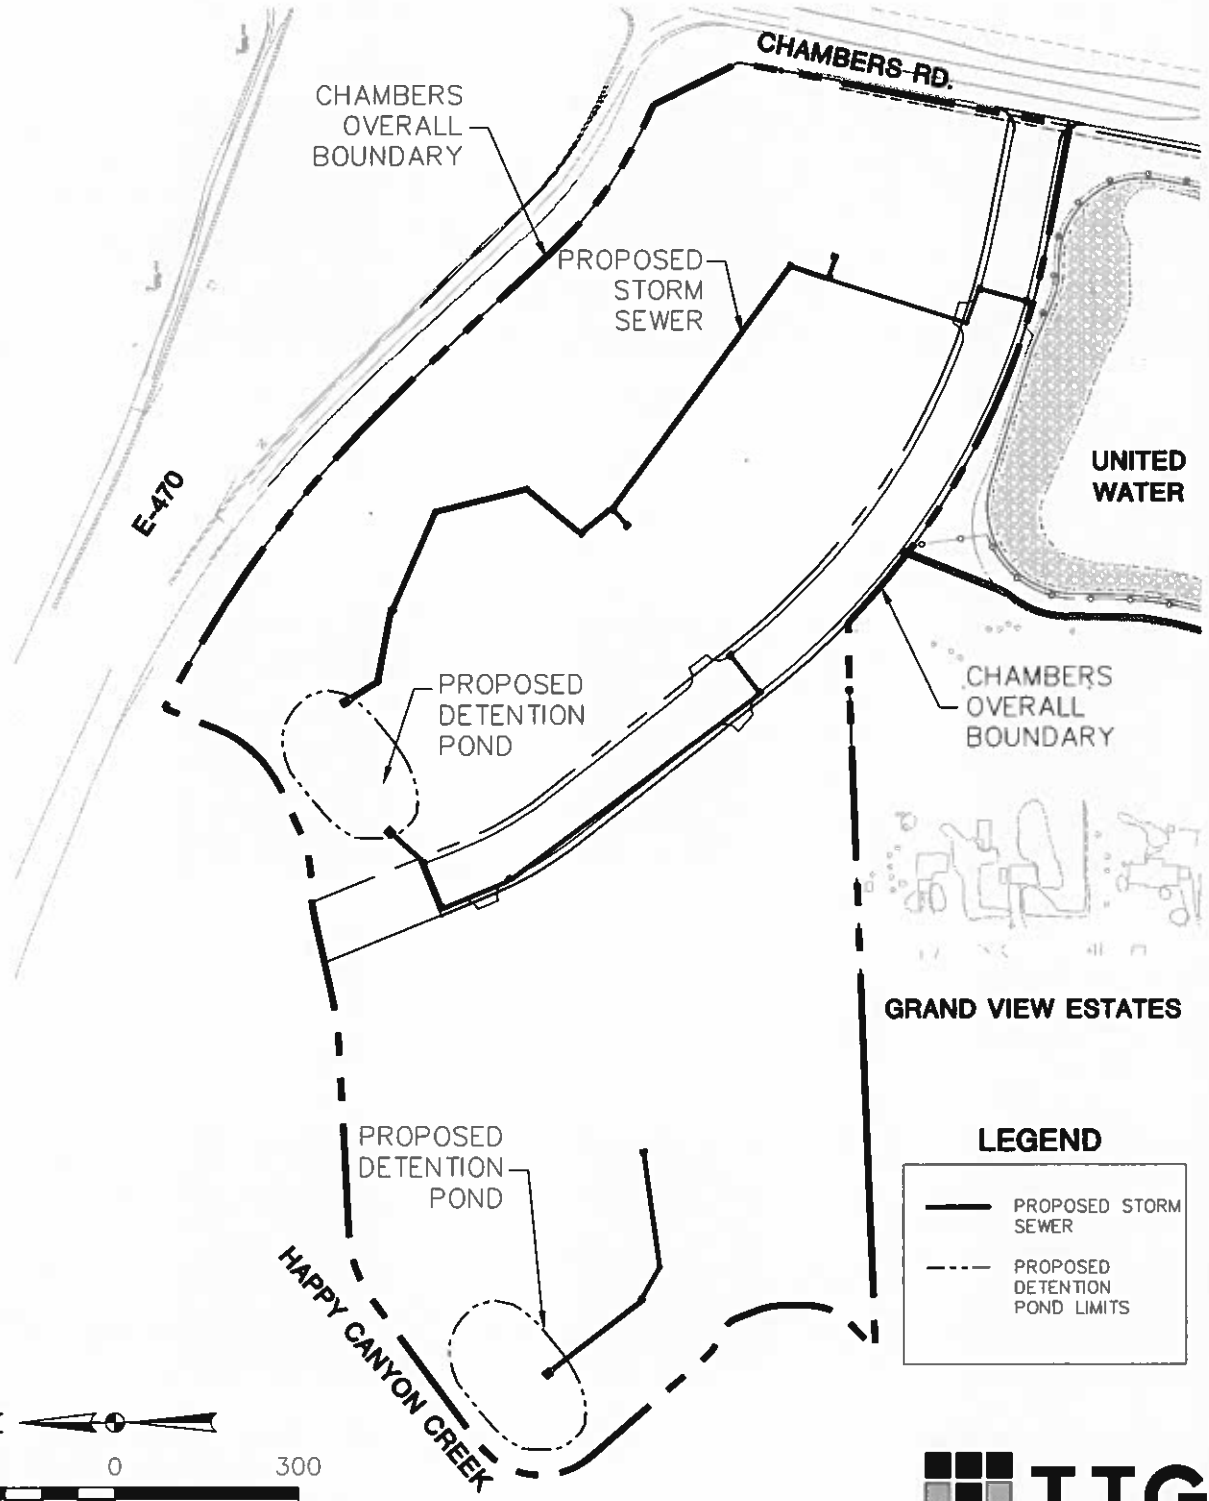 CHAMBERS RD.
CHAMBERS
OVERALL
BOUNDARY
PROPOSED
STORM
SEWER
E-470
UNITED
WATER
PROPOSED
DETENTION
POND
CHAMBERS
OVERALL
BOUNDARY
GRAND VIEW ESTATES
PROPOSED
DETENTION
POND
HAPPY CANYON CREEK
LEGEND
PROPOSED STORM
SEWER
PROPOSED
DETENTION
POND LIMITS
0 300
TTG